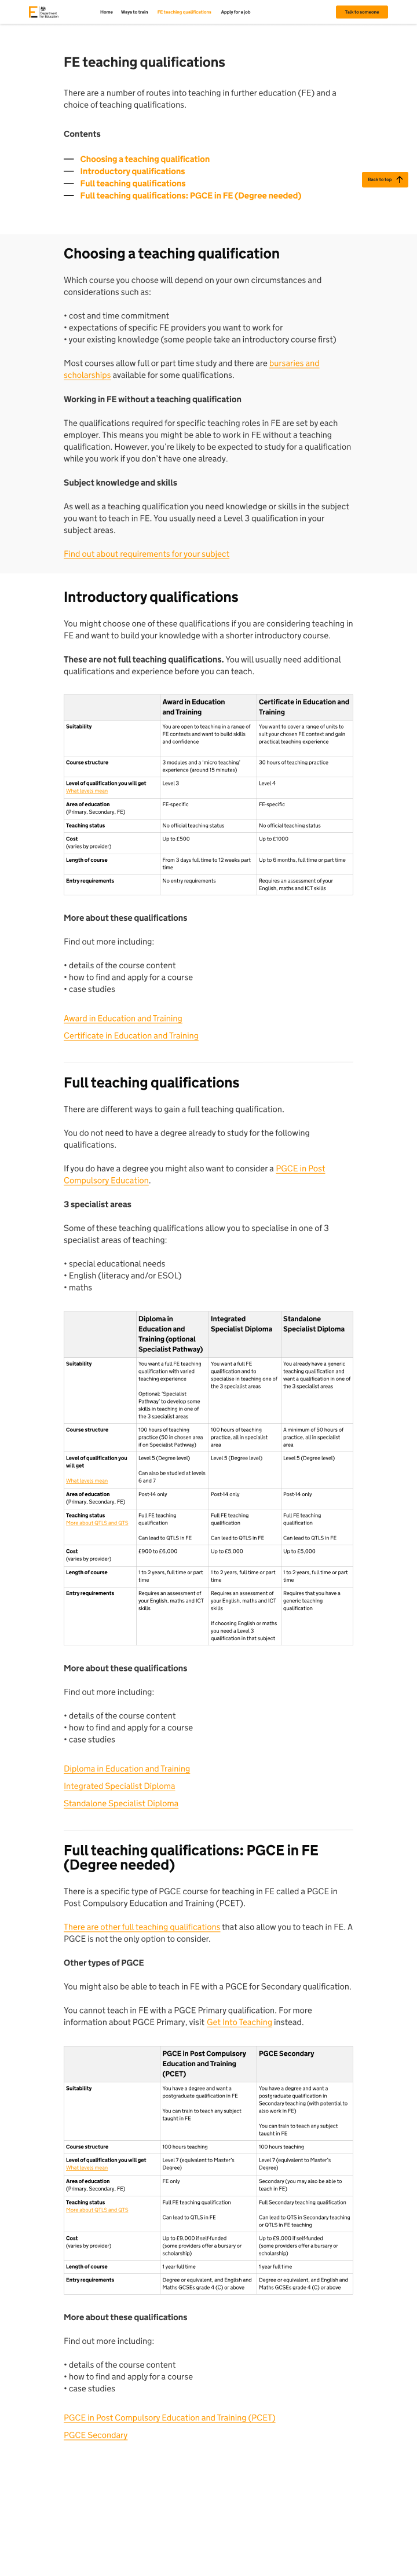 Department for Education
Home
Ways to train
FE teaching qualifications
Apply for a job
Talk to someone
FE teaching qualifications
There are a number of routes into teaching in further education (FE) and a
choice of teaching qualifications.
Contents
Choosing a teaching qualification
Introductory qualifications
Full teaching qualifications
Full teaching qualifications: PGCE in FE (Degree needed)
Back to top
Choosing a teaching qualification
Which course you choose will depend on your own circumstances and
considerations such as:
• cost and time commitment
• expectations of specific FE providers you want to work for
• your existing knowledge (some people take an introductory course first)
Most courses allow full or part time study and there are bursaries and
scholarships available for some qualifications.
Working in FE without a teaching qualification
The qualifications required for specific teaching roles in FE are set by each
employer. This means you might be able to work in FE without a teaching
qualification. However, you're likely to be expected to study for a qualification
while you work if you don't have one already.
Subject knowledge and skills
As well as a teaching qualification you need knowledge or skills in the subject
you want to teach in FE. You usually need a Level 3 qualification in your
subject areas.
Find out about requirements for your subject
Introductory qualifications
You might choose one of these qualifications if you are considering teaching in
FE and want to build your knowledge with a shorter introductory course.
These are not full teaching qualifications. You will usually need additional
qualifications and experience before you can teach.
Award in Education
and Training
Certificate in Education and
Training
Suitability
You are open to teaching in a range of
FE contexts and want to build skills
and confidence
You want to cover a range of units to
suit your chosen FE context and gain
practical teaching experience
Course structure
3 modules and a 'micro teaching'
experience (around 15 minutes)
30 hours of teaching practice
Level of qualification you will get
What levels mean
Level 3
Level 4
Area of education
(Primary, Secondary, FE)
FE-specific
FE-specific
Teaching status
No official teaching status
No official teaching status
Cost
(varies by provider)
Up to £500
Up to £1000
Length of course
From 3 days full time to 12 weeks part
time
Up to 6 months, full time or part time
Entry requirements
No entry requirements
Requires an assessment of your
English, maths and ICT skills
More about these qualifications
Find out more including:
• details of the course content
• how to find and apply for a course
• case studies
Award in Education and Training
Certificate in Education and Training
Full teaching qualifications
There are different ways to gain a full teaching qualification.
You do not need to have a degree already to study for the following
qualifications.
If you do have a degree you might also want to consider a PGCE in Post
Compulsory Education.
3 specialist areas
Some of these teaching qualifications allow you to specialise in one of 3
specialist areas of teaching:
• special educational needs
• English (literacy and/or ESOL)
• maths
Diploma in
Education and
Training (optional
Specialist Pathway)
Integrated
Specialist Diploma
Standalone
Specialist Diploma
Suitability
You want a full FE teaching
qualification with varied
teaching experience
Optional: 'Specialist
Pathway' to develop some
skills in teaching in one of
the 3 specialist areas
You want a full FE
qualification and to
specialise in teaching one of
the 3 specialist areas
You already have a generic
teaching qualification and
want a qualification in one of
the 3 specialist areas
Course structure
100 hours of teaching
practice (50 in chosen area
if on Specialist Pathway)
100 hours of teaching
practice, all in specialist
area
A minimum of 50 hours of
practice, all in specialist
area
Level of qualification you
will get
What levels mean
Level 5 (Degree level)
Can also be studied at levels
6 and 7
Level 5 (Degree level)
Level 5 (Degree level)
Area of education
(Primary, Secondary, FE)
Post-14 only
Post-14 only
Post-14 only
Teaching status
More about QTLS and QTS
Full FE teaching
qualification
Can lead to QTLS in FE
Full FE teaching
qualification
Can lead to QTLS in FE
Full FE teaching
qualification
Can lead to QTLS in FE
Cost
(varies by provider)
£900 to £6,000
Up to £5,000
Up to £5,000
Length of course
1 to 2 years, full time or part
time
1 to 2 years, full time or part
time
1 to 2 years, full time or part
time
Entry requirements
Requires an assessment of
your English, maths and ICT
skills
Requires an assessment of
your English, maths and ICT
skills
If choosing English or maths
you need a Level 3
qualification in that subject
Requires that you have a
generic teaching
qualification
More about these qualifications
Find out more including:
• details of the course content
• how to find and apply for a course
• case studies
Diploma in Education and Training
Integrated Specialist Diploma
Standalone Specialist Diploma
Full teaching qualifications: PGCE in FE
(Degree needed)
There is a specific type of PGCE course for teaching in FE called a PGCE in
Post Compulsory Education and Training (PCET).
There are other full teaching qualifications that also allow you to teach in FE. A
PGCE is not the only option to consider.
Other types of PGCE
You might also be able to teach in FE with a PGCE for Secondary qualification.
You cannot teach in FE with a PGCE Primary qualification. For more
information about PGCE Primary, visit Get Into Teaching instead.
PGCE in Post Compulsory
Education and Training
(PCET)
PGCE Secondary
Suitability
You have a degree and want a
postgraduate qualification in FE
You can train to teach any subject
taught in FE
You have a degree and want a
postgraduate qualification in
Secondary teaching (with potential to
also work in FE)
You can train to teach any subject
taught in FE
Course structure
100 hours teaching
100 hours teaching
Level of qualification you will get
What levels mean
Level 7 (equivalent to Master's
Degree)
Level 7 (equivalent to Master's
Degree)
Area of education
(Primary, Secondary, FE)
FE only
Secondary (you may also be able to
teach in FE)
Teaching status
More about QTLS and QTS
Full FE teaching qualification
Can lead to QTLS in FE
Full Secondary teaching qualification
Can lead to QTS in Secondary teaching
or QTLS in FE teaching
Cost
(varies by provider)
Up to £9,000 if self-funded
(some providers offer a bursary or
scholarship)
Up to £9,000 if self-funded
(some providers offer a bursary or
scholarship)
Length of course
1 year full time
1 year full time
Entry requirements
Degree or equivalent, and English and
Maths GCSEs grade 4 (C) or above
Degree or equivalent, and English and
Maths GCSEs grade 4 (C) or above
More about these qualifications
Find out more including:
• details of the course content
• how to find and apply for a course
• case studies
PGCE in Post Compulsory Education and Training (PCET)
PGCE Secondary